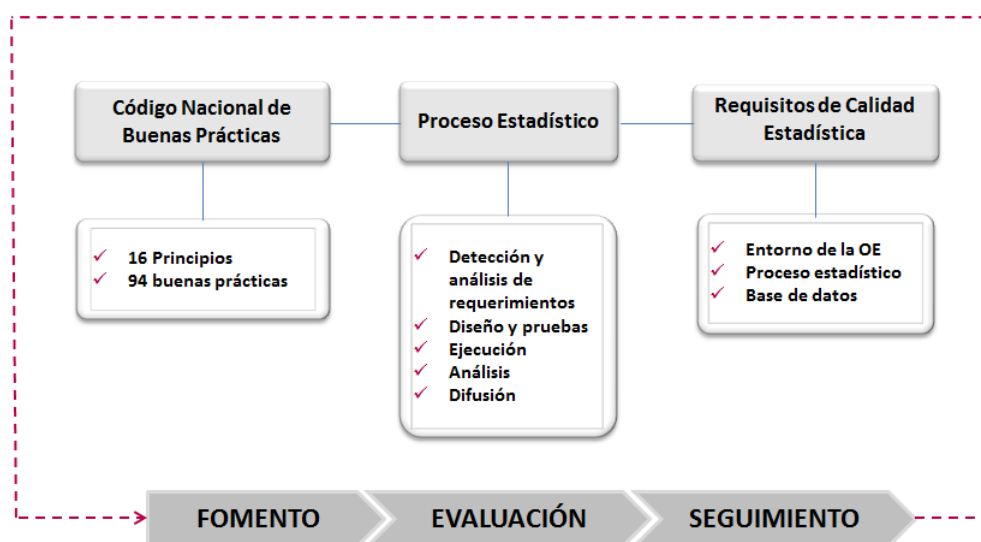 Código Nacional de
Buenas Prácticas
Proceso Estadístico
Requisitos de Calidad
Estadística
16 Principios
94 buenas prácticas
Detección y
análisis de
requerimientos
Diseño y pruebas
Ejecución
Análisis
Difusión
Entorno de la OE
Proceso estadístico
Base de datos
FOMENTO
EVALUACIÓN
SEGUIMIENTO